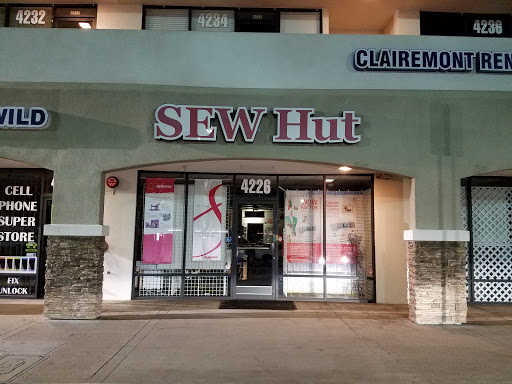 4232
4234
4236
CLAIREMONT REN
WILD
SEW Hut
4226
CELL
PHONE
SUPER
STORE
FIX
UNLOCK